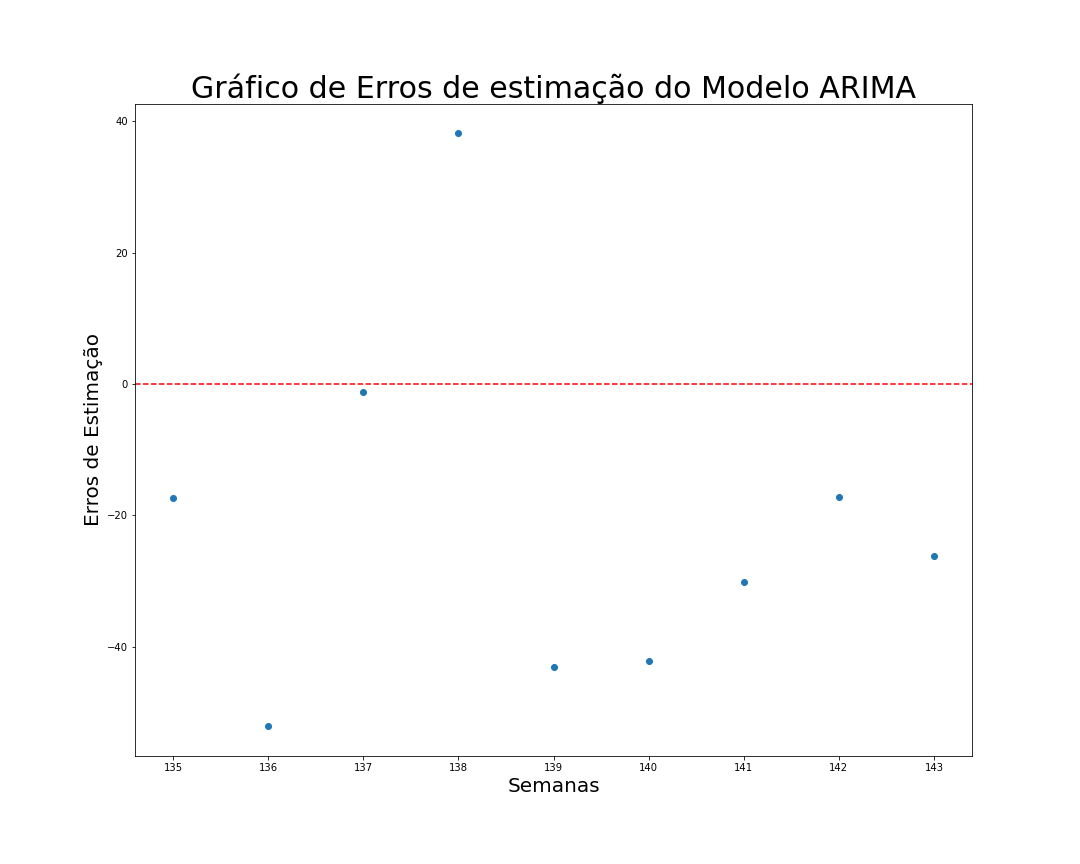 Gráfico de Erros de estimação do Modelo ARIMA
Erros de Estimação
40
20
0
−20
−40
135 136 137 138 139 140 141 142 143
Semanas